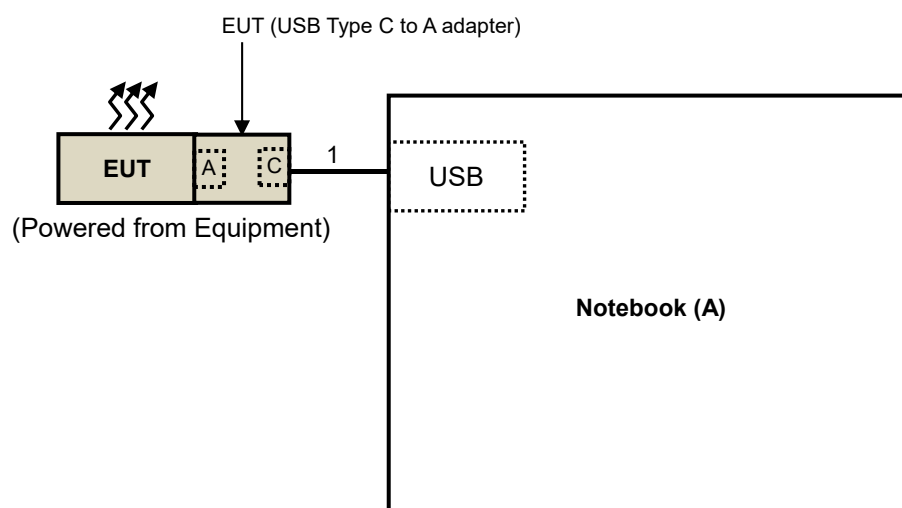 EUT (USB Type C to A adapter)
EUT
A
C
1
USB
(Powered from Equipment)
Notebook (A)